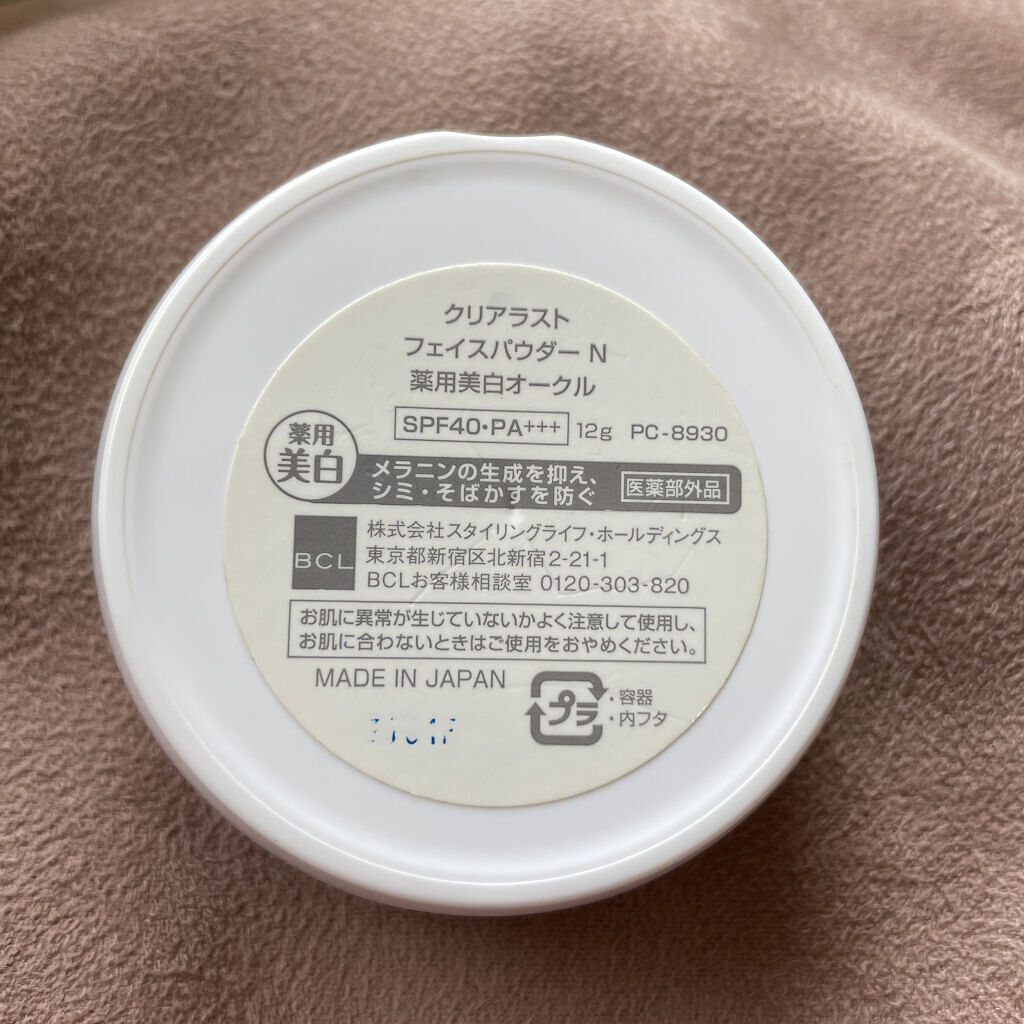 クリアラスト
フェイスパウダー N
薬用美白オークル
SPF40・PA+++ 12g PC-8930
薬用
美白
メラニンの生成を抑え、
シミ・そばかすを防ぐ
医薬部外品
BCL
株式会社スタイリングライフ・ホールディングス
東京都新宿区北新宿2-21-1
BCLお客様相談室 0120-303-820
お肌に異常が生じていないかよく注意して使用し、
お肌に合わないときはご使用をおやめください。
MADE IN JAPAN
プラ
・容器
・内フタ